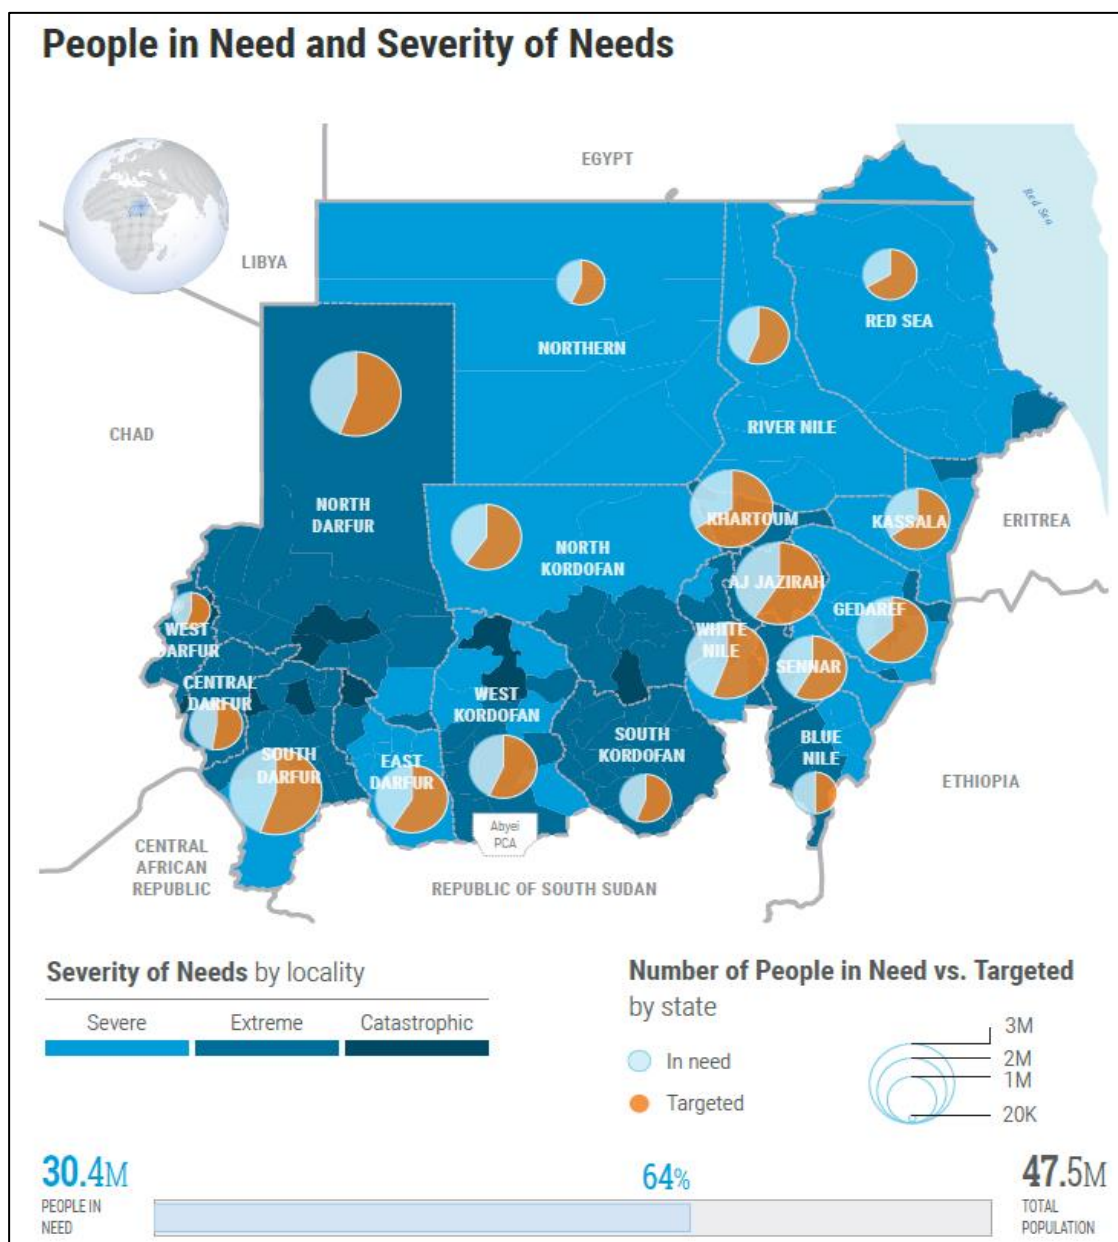 People in Need and Severity of Needs
EGYPT
Red Sea
LIBYA
RED SEA
NORTHERN
CHAD
RIVER NILE
NORTH
DARFUR
KHARTOUM
KASSALA
ERITREA
NORTH
KORDOFAN
AJ JAZIRAH
GEDAREF
WEST
DARFUR
WHITE
NILE
SENNAR
CENTRAL
DARFUR
WEST
KORDOFAN
SOUTH
KORDOFAN
BLUE
NILE
SOUTH
DARFUR
EAST
DARFUR
ETHIOPIA
Abyei
PCA
CENTRAL
AFRICAN
REPUBLIC
REPUBLIC OF SOUTH SUDAN
Severity of Needs by locality
Severe Extreme Catastrophic
Number of People in Need vs. Targeted
by state
In need
Targeted
3M
2M
1M
20K
30.4M
PEOPLE IN
NEED
64%
47.5M
TOTAL
POPULATION